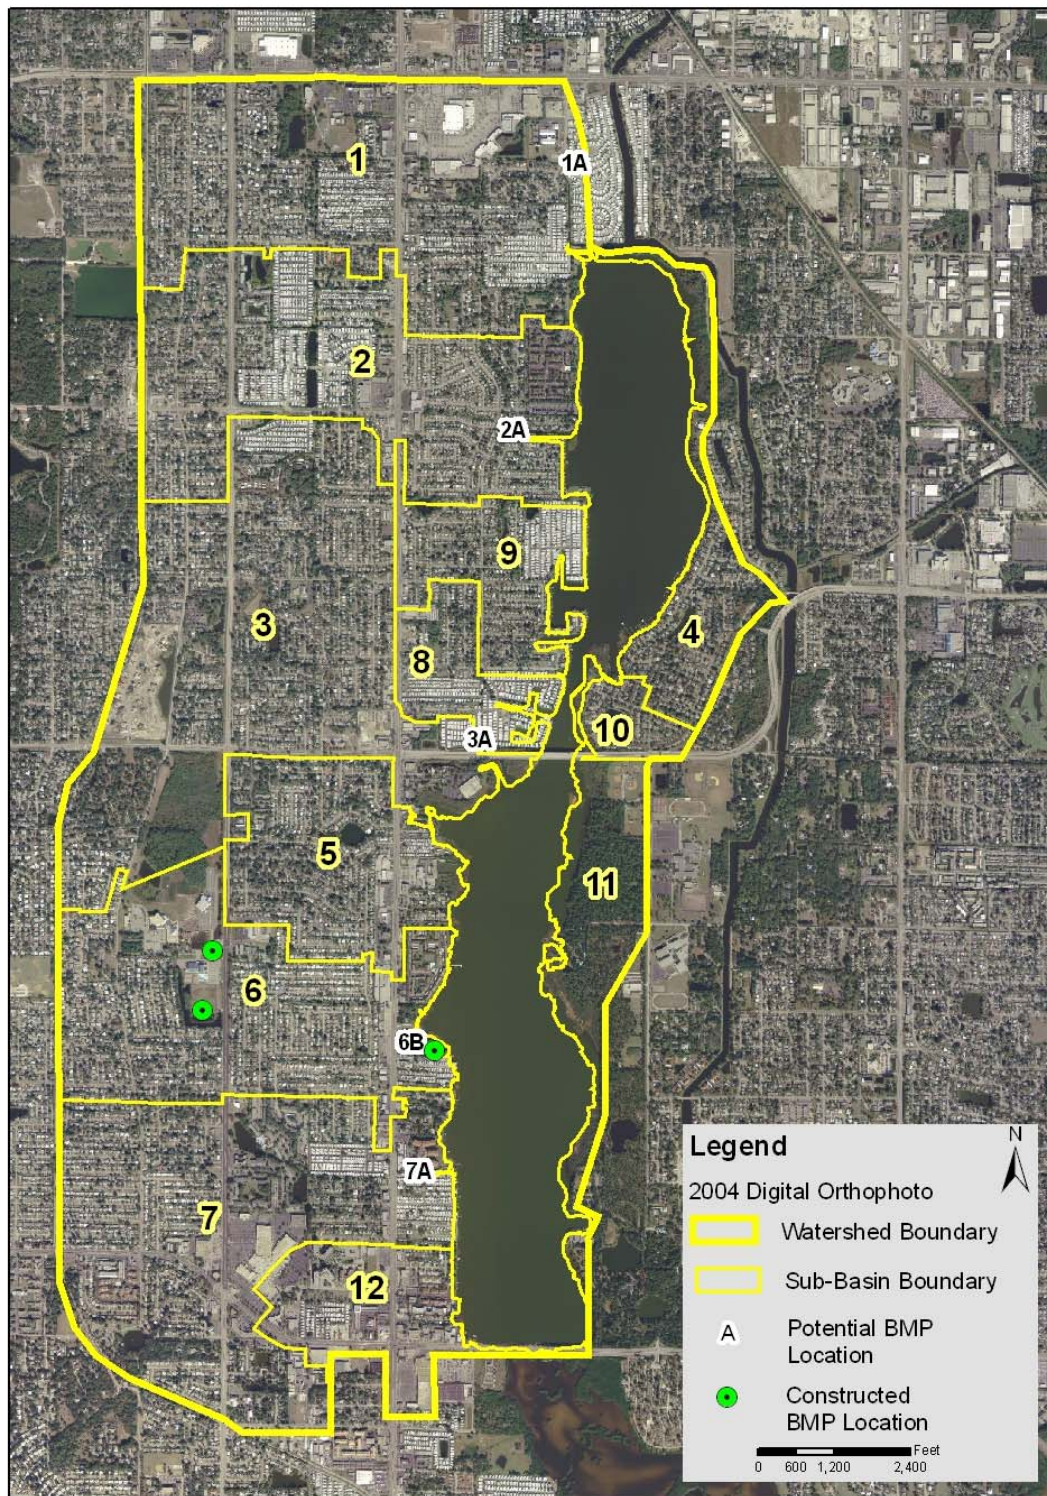 1
1A
2
2A
9
3
4
8
10
3A
5
11
6
6B
7A
7
12
Legend
N
2004 Digital Orthophoto
Watershed Boundary
Sub-Basin Boundary
A
Potential BMP
Location
Constructed
BMP Location
Feet
0 600 1,200 2,400